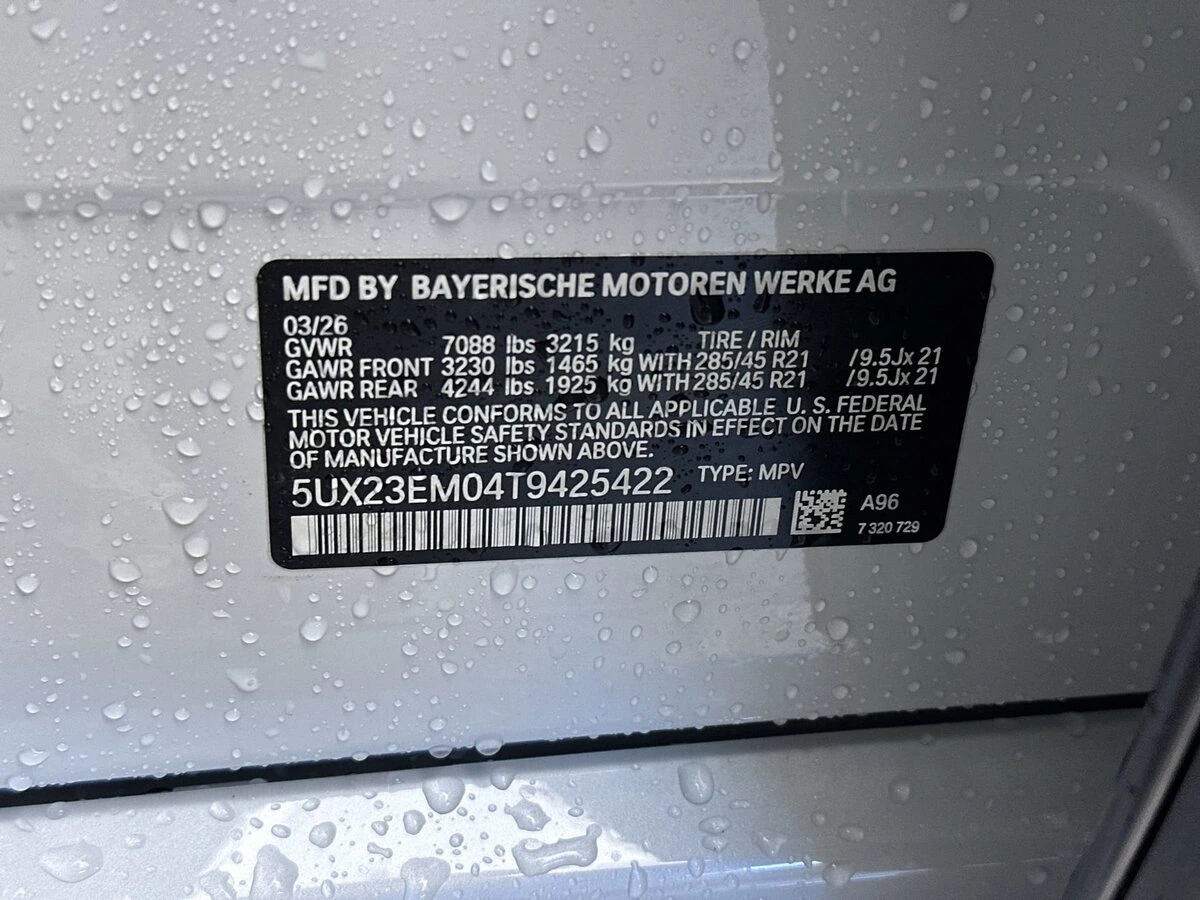 MFD BY BAYERISCHE MOTOREN WERKE AG
03/26
GVWR 7088 lbs 3215 kg TIRE / RIM
GAWR FRONT 3230 lbs 1465 kg WITH 285/45 R21 /9.5Jx 21
GAWR REAR 4244 lbs 1925 kg WITH 285/45 R21 /9.5Jx 21
THIS VEHICLE CONFORMS TO ALL APPLICABLE U. S. FEDERAL
MOTOR VEHICLE SAFETY STANDARDS IN EFFECT ON THE DATE
OF MANUFACTURE SHOWN ABOVE.
5UX23EM04T9425422 TYPE: MPV
A96
7 320 729